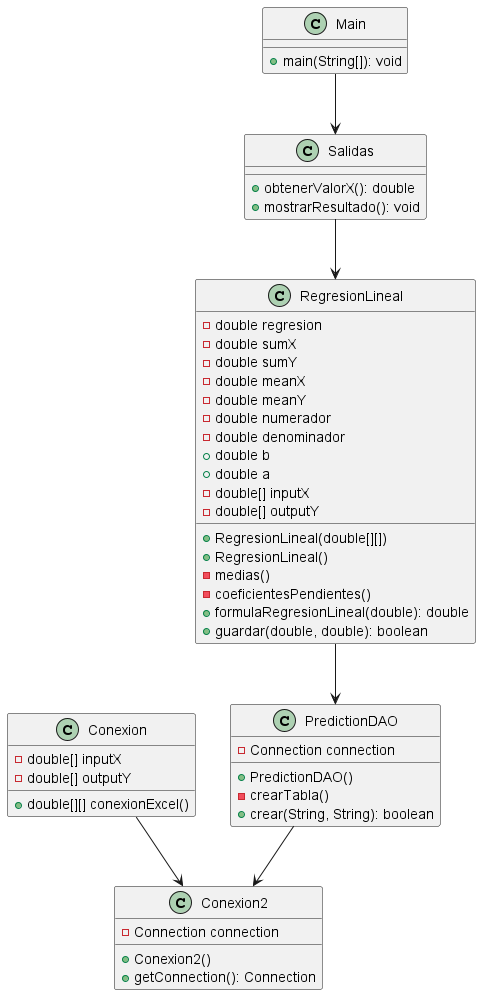 C Main
main(String[]): void
C Salidas
obtenerValorX(): double
mostrarResultado(): void
C RegresionLineal
double regresion
double sumX
double sumY
double meanX
double meanY
double numerador
double denominador
double b
double a
double[] inputX
double[] outputY
RegresionLineal(double[][])
RegresionLineal()
medias()
coeficientesPendientes()
formulaRegresionLineal(double): double
guardar(double, double): boolean
C Conexion
double[] inputX
double[] outputY
double[][] conexionExcel()
C PredictionDAO
Connection connection
PredictionDAO()
crearTabla()
crear(String, String): boolean
C Conexion2
Connection connection
Conexion2()
getConnection(): Connection